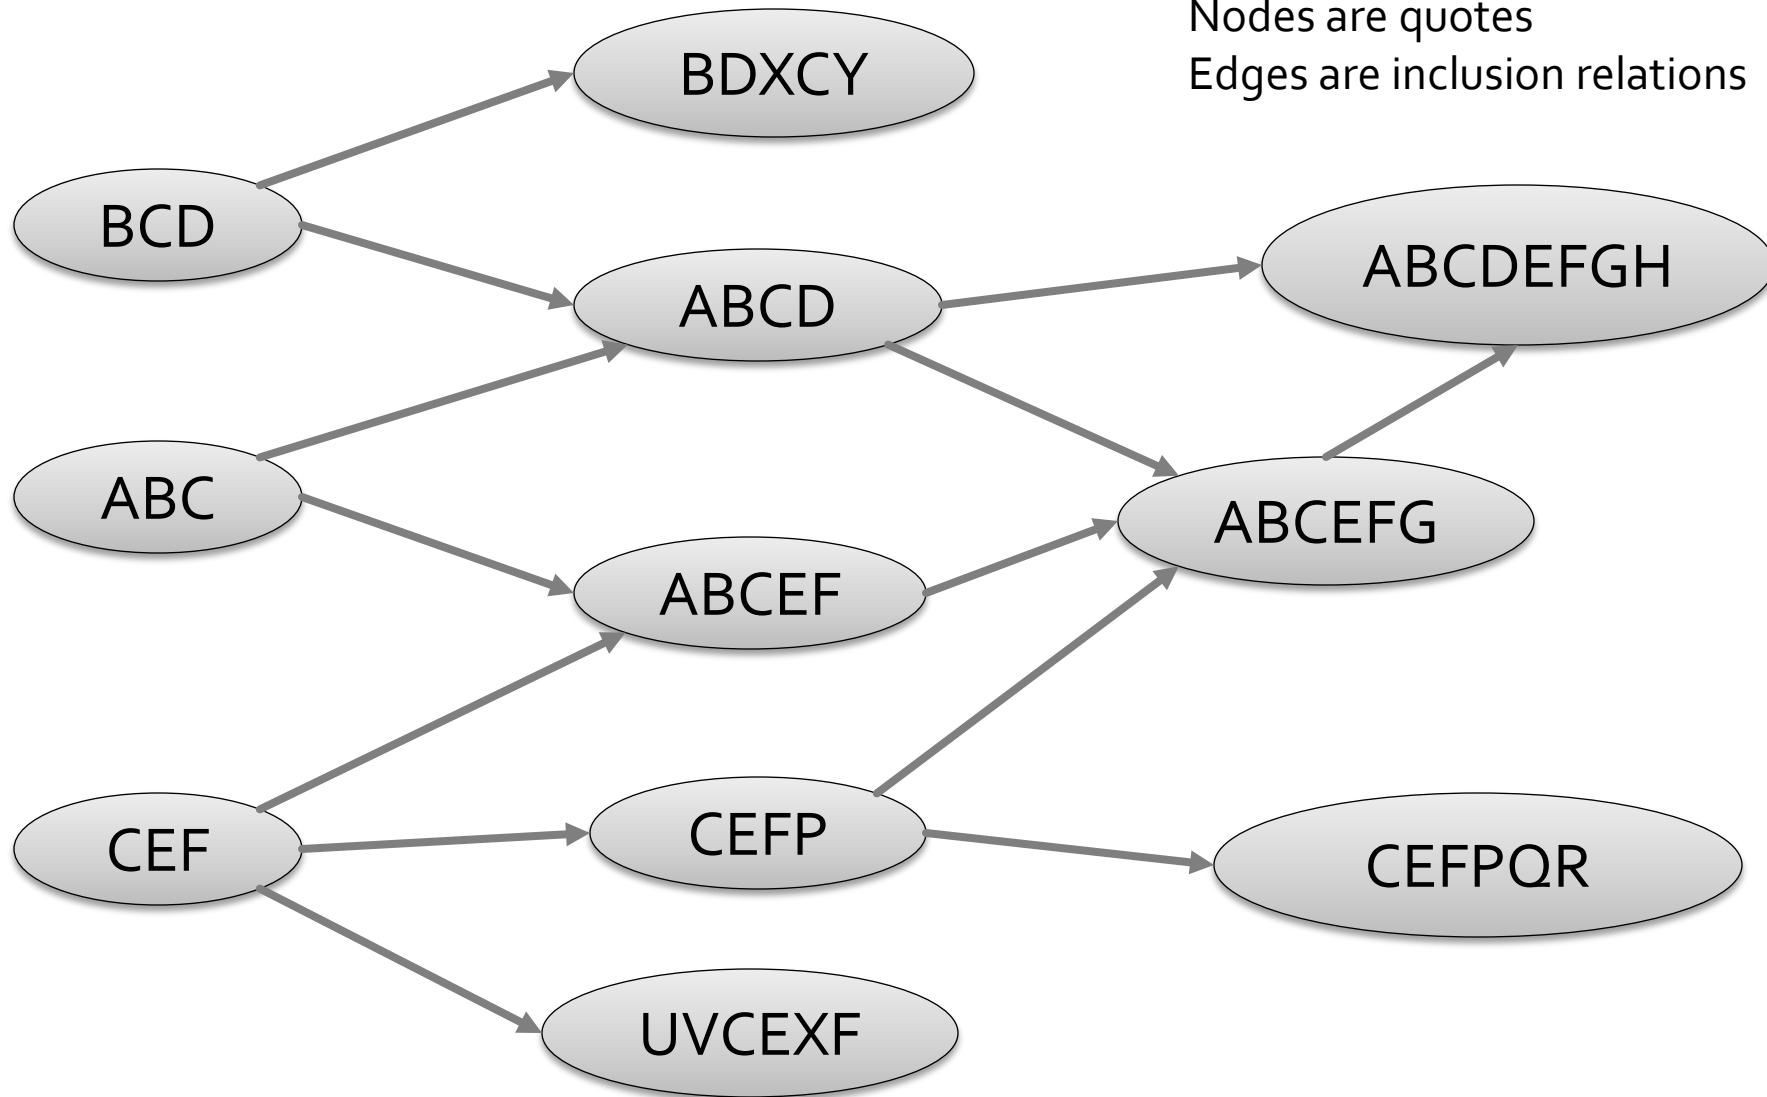 Nodes are quotes
Edges are inclusion relations
BDXCY
BCD
ABCD
ABCDEFGH
ABC
ABCEFG
ABCEF
CEF
CEFP
CEFPQR
UVCEXF